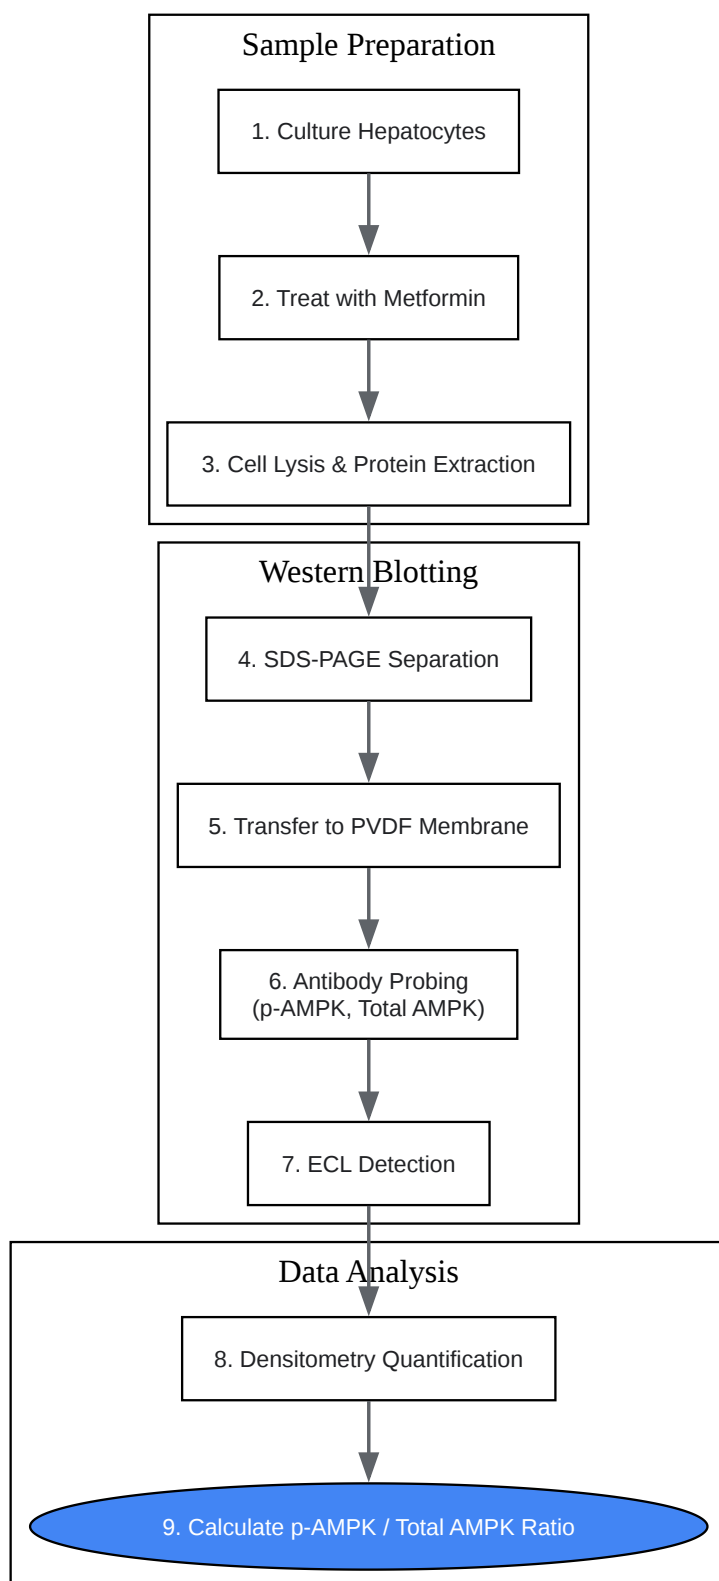 Sample Preparation
1. Culture Hepatocytes
2. Treat with Metformin
3. Cell Lysis & Protein Extraction
Western Blotting
4. SDS-PAGE Separation
5. Transfer to PVDF Membrane
6. Antibody Probing
(p-AMPK, Total AMPK)
7. ECL Detection
Data Analysis
8. Densitometry Quantification
9. Calculate p-AMPK / Total AMPK Ratio